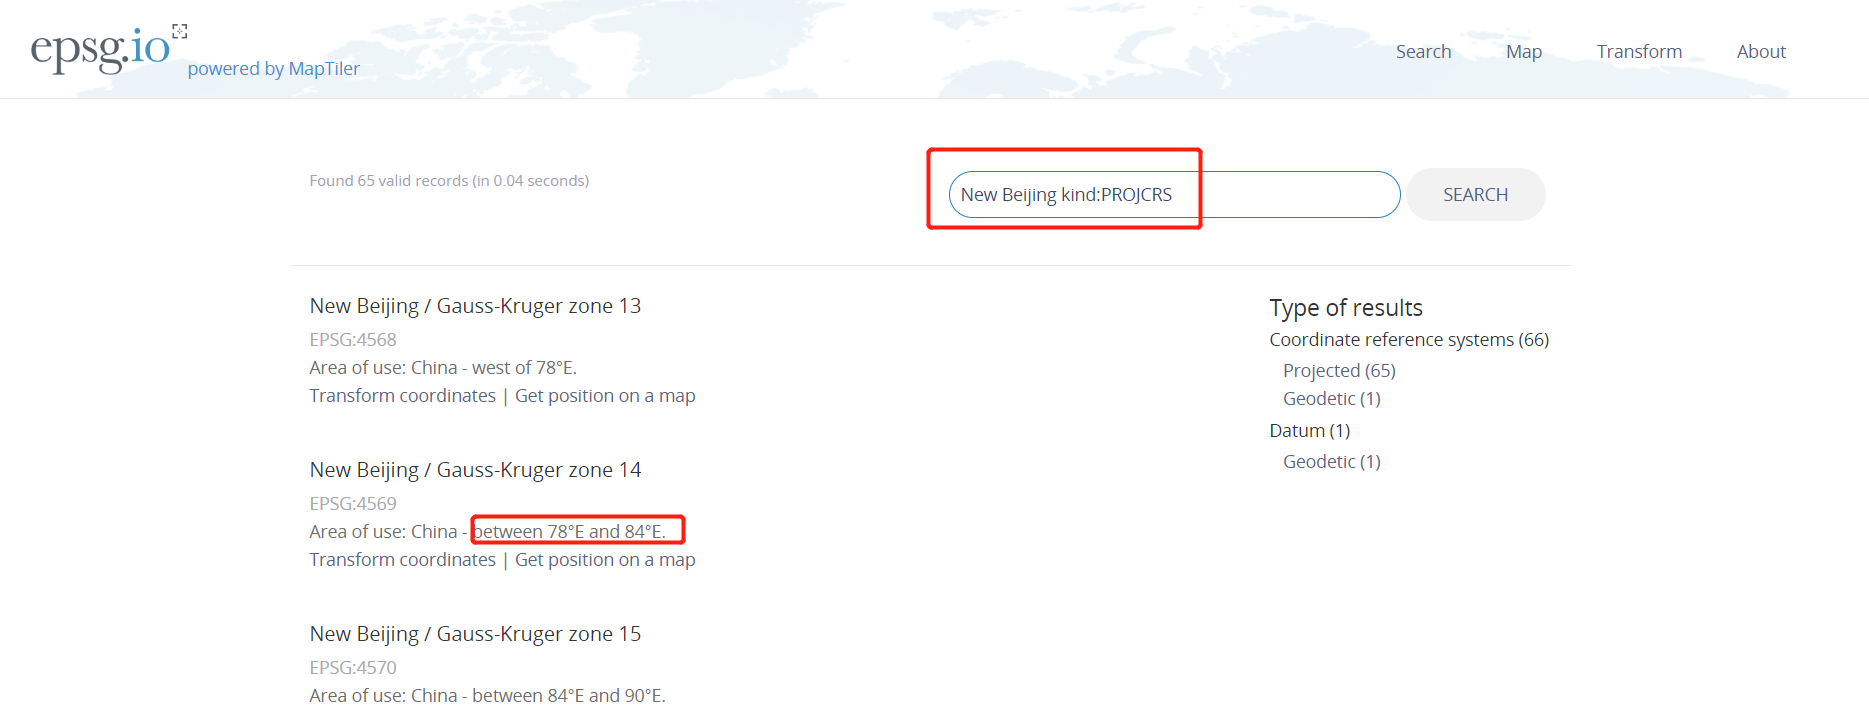 epsg.io
powered by MapTiler
Search Map Transform About
Found 65 valid records (in 0.04 seconds)
New Beijing kind:PROJCRS
SEARCH
New Beijing / Gauss-Kruger zone 13
EPSG:4568
Area of use: China - west of 78°E.
Transform coordinates | Get position on a map
New Beijing / Gauss-Kruger zone 14
EPSG:4569
Area of use: China - between 78°E and 84°E.
Transform coordinates | Get position on a map
New Beijing / Gauss-Kruger zone 15
EPSG:4570
Area of use: China - between 84°E and 90°E.
Type of results
Coordinate reference systems (66)
Projected (65)
Geodetic (1)
Datum (1)
Geodetic (1)